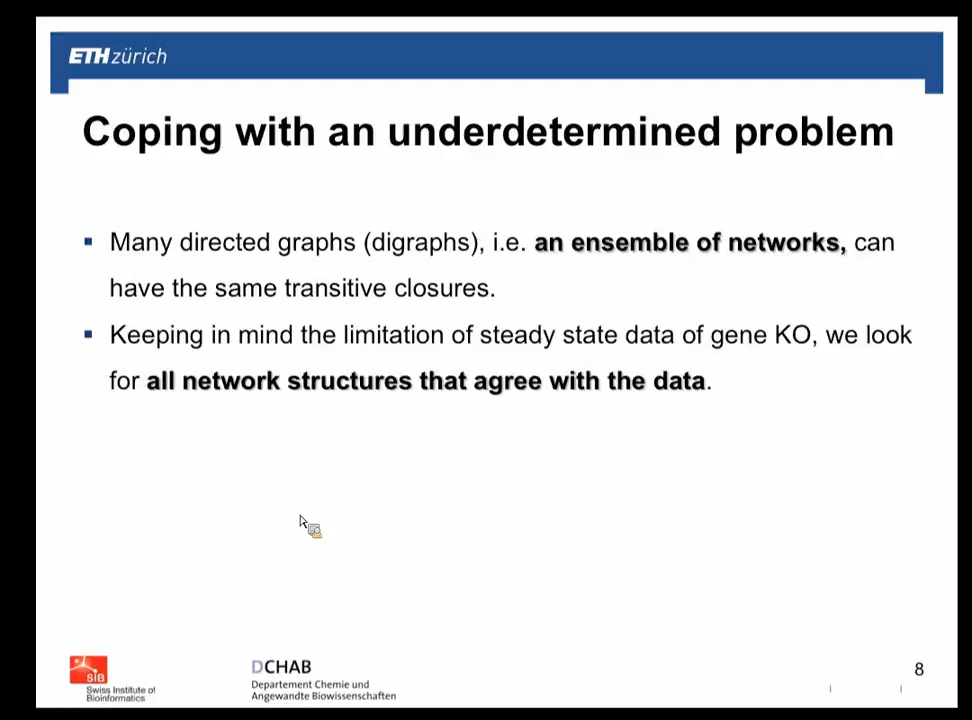 ETH zürich
Coping with an underdetermined problem
▪ Many directed graphs (digraphs), i.e. an ensemble of networks, can
have the same transitive closures.
▪ Keeping in mind the limitation of steady state data of gene KO, we look
for all network structures that agree with the data.
SIB
Swiss Institute of
Bioinformatics
DCHAB
Departement Chemie und
Angewandte Biowissenschaften
8